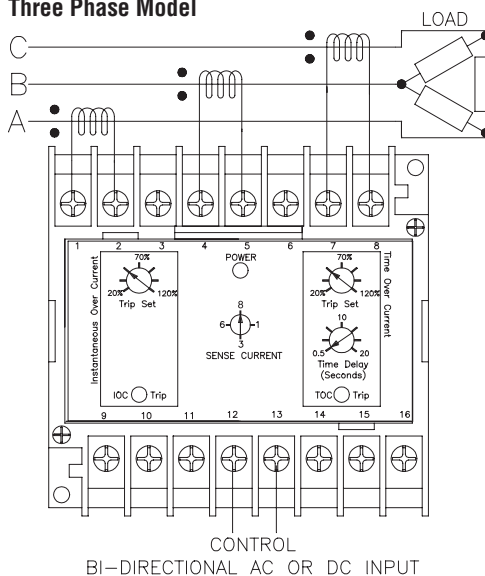 Three Phase Model
LOAD
C
B
A
1 2 3 4 5 6 7 8
POWER
Instantaneous Over Current
70%
20% 120%
Trip Set
IOC Trip
8
6 1
3
SENSE CURRENT
Time Over Current
70%
20% 120%
Trip Set
10
0.5 20
Time Delay
(Seconds)
TOC Trip
9 10 11 12 13 14 15 16
CONTROL
BI-DIRECTIONAL AC OR DC INPUT